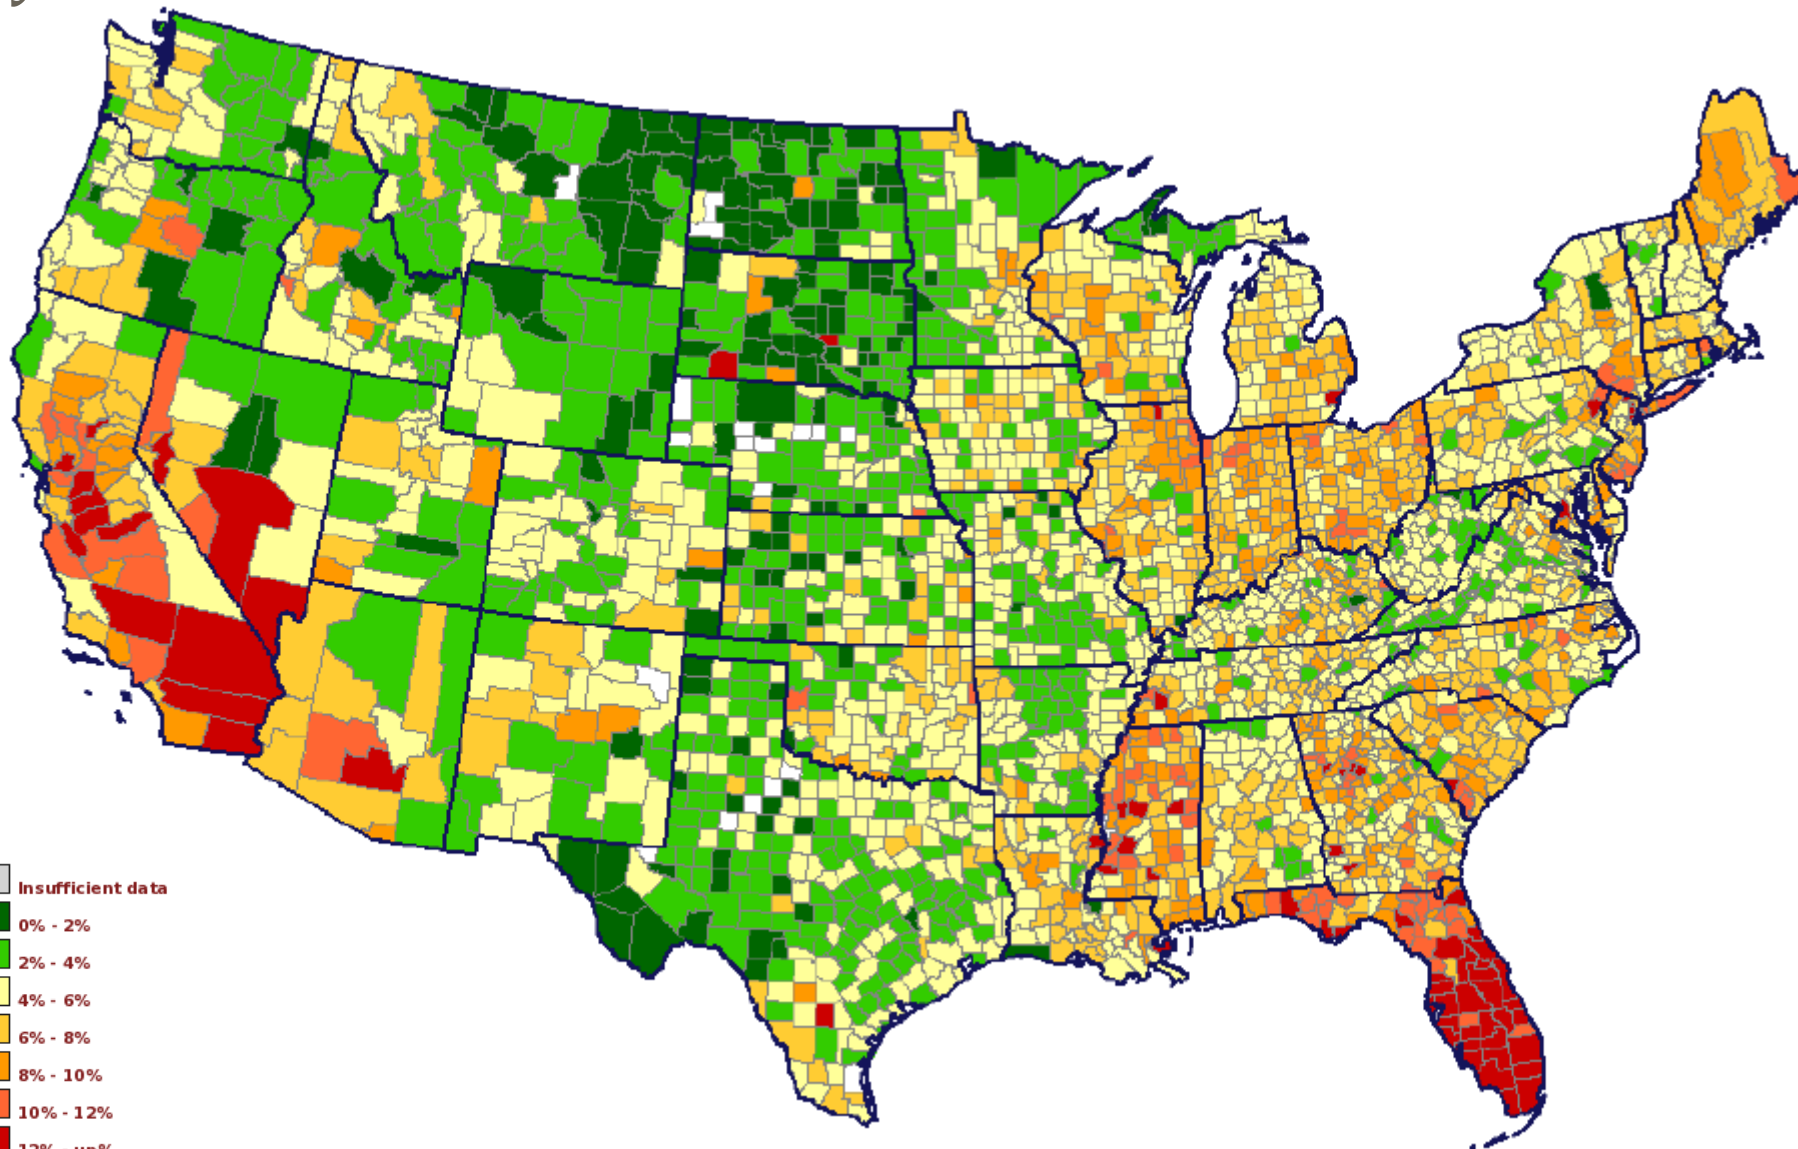 Insufficient data
0% - 2%
2% - 4%
4% - 6%
6% - 8%
8% - 10%
10% - 12%